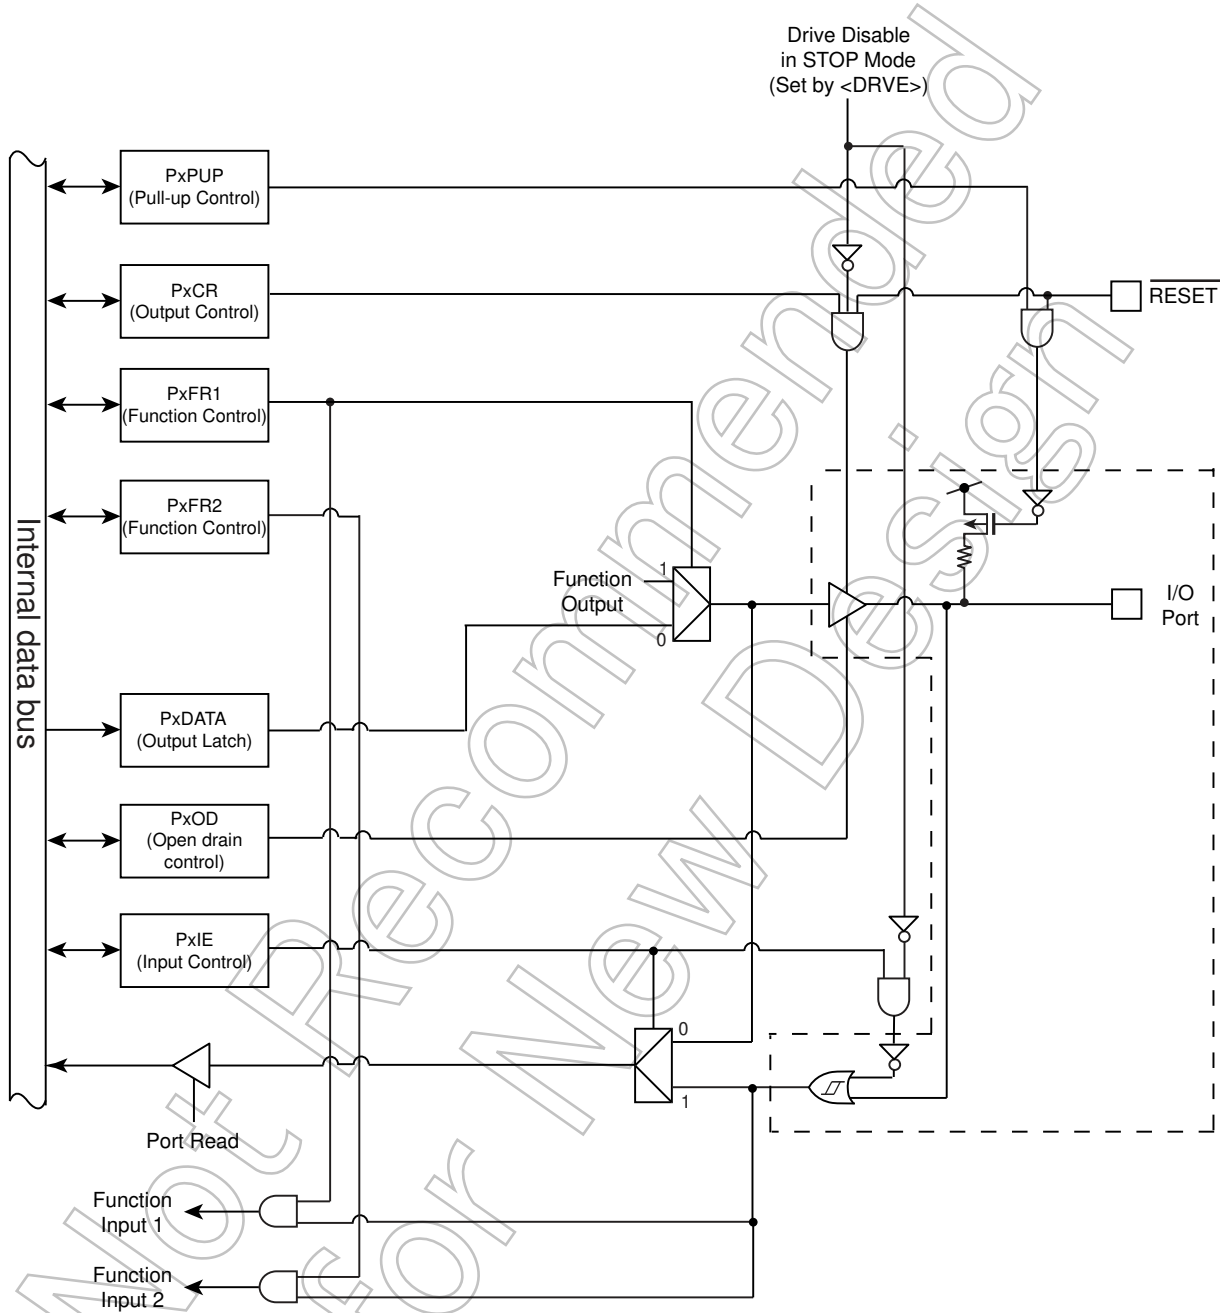 Drive Disable
in STOP Mode
(Set by <DRVE>)
PxPUP
(Pull-up Control)
PxCR
(Output Control)
RESET
PxFR1
(Function Control)
PxFR2
(Function Control)
Internal data bus
1
Function
Output
0
I/O
Port
PxDATA
(Output Latch)
PxOD
(Open drain
control)
PxIE
(Input Control)
0
1
Port Read
Function
Input 1
Function
Input 2
Not Recommended
for New Design